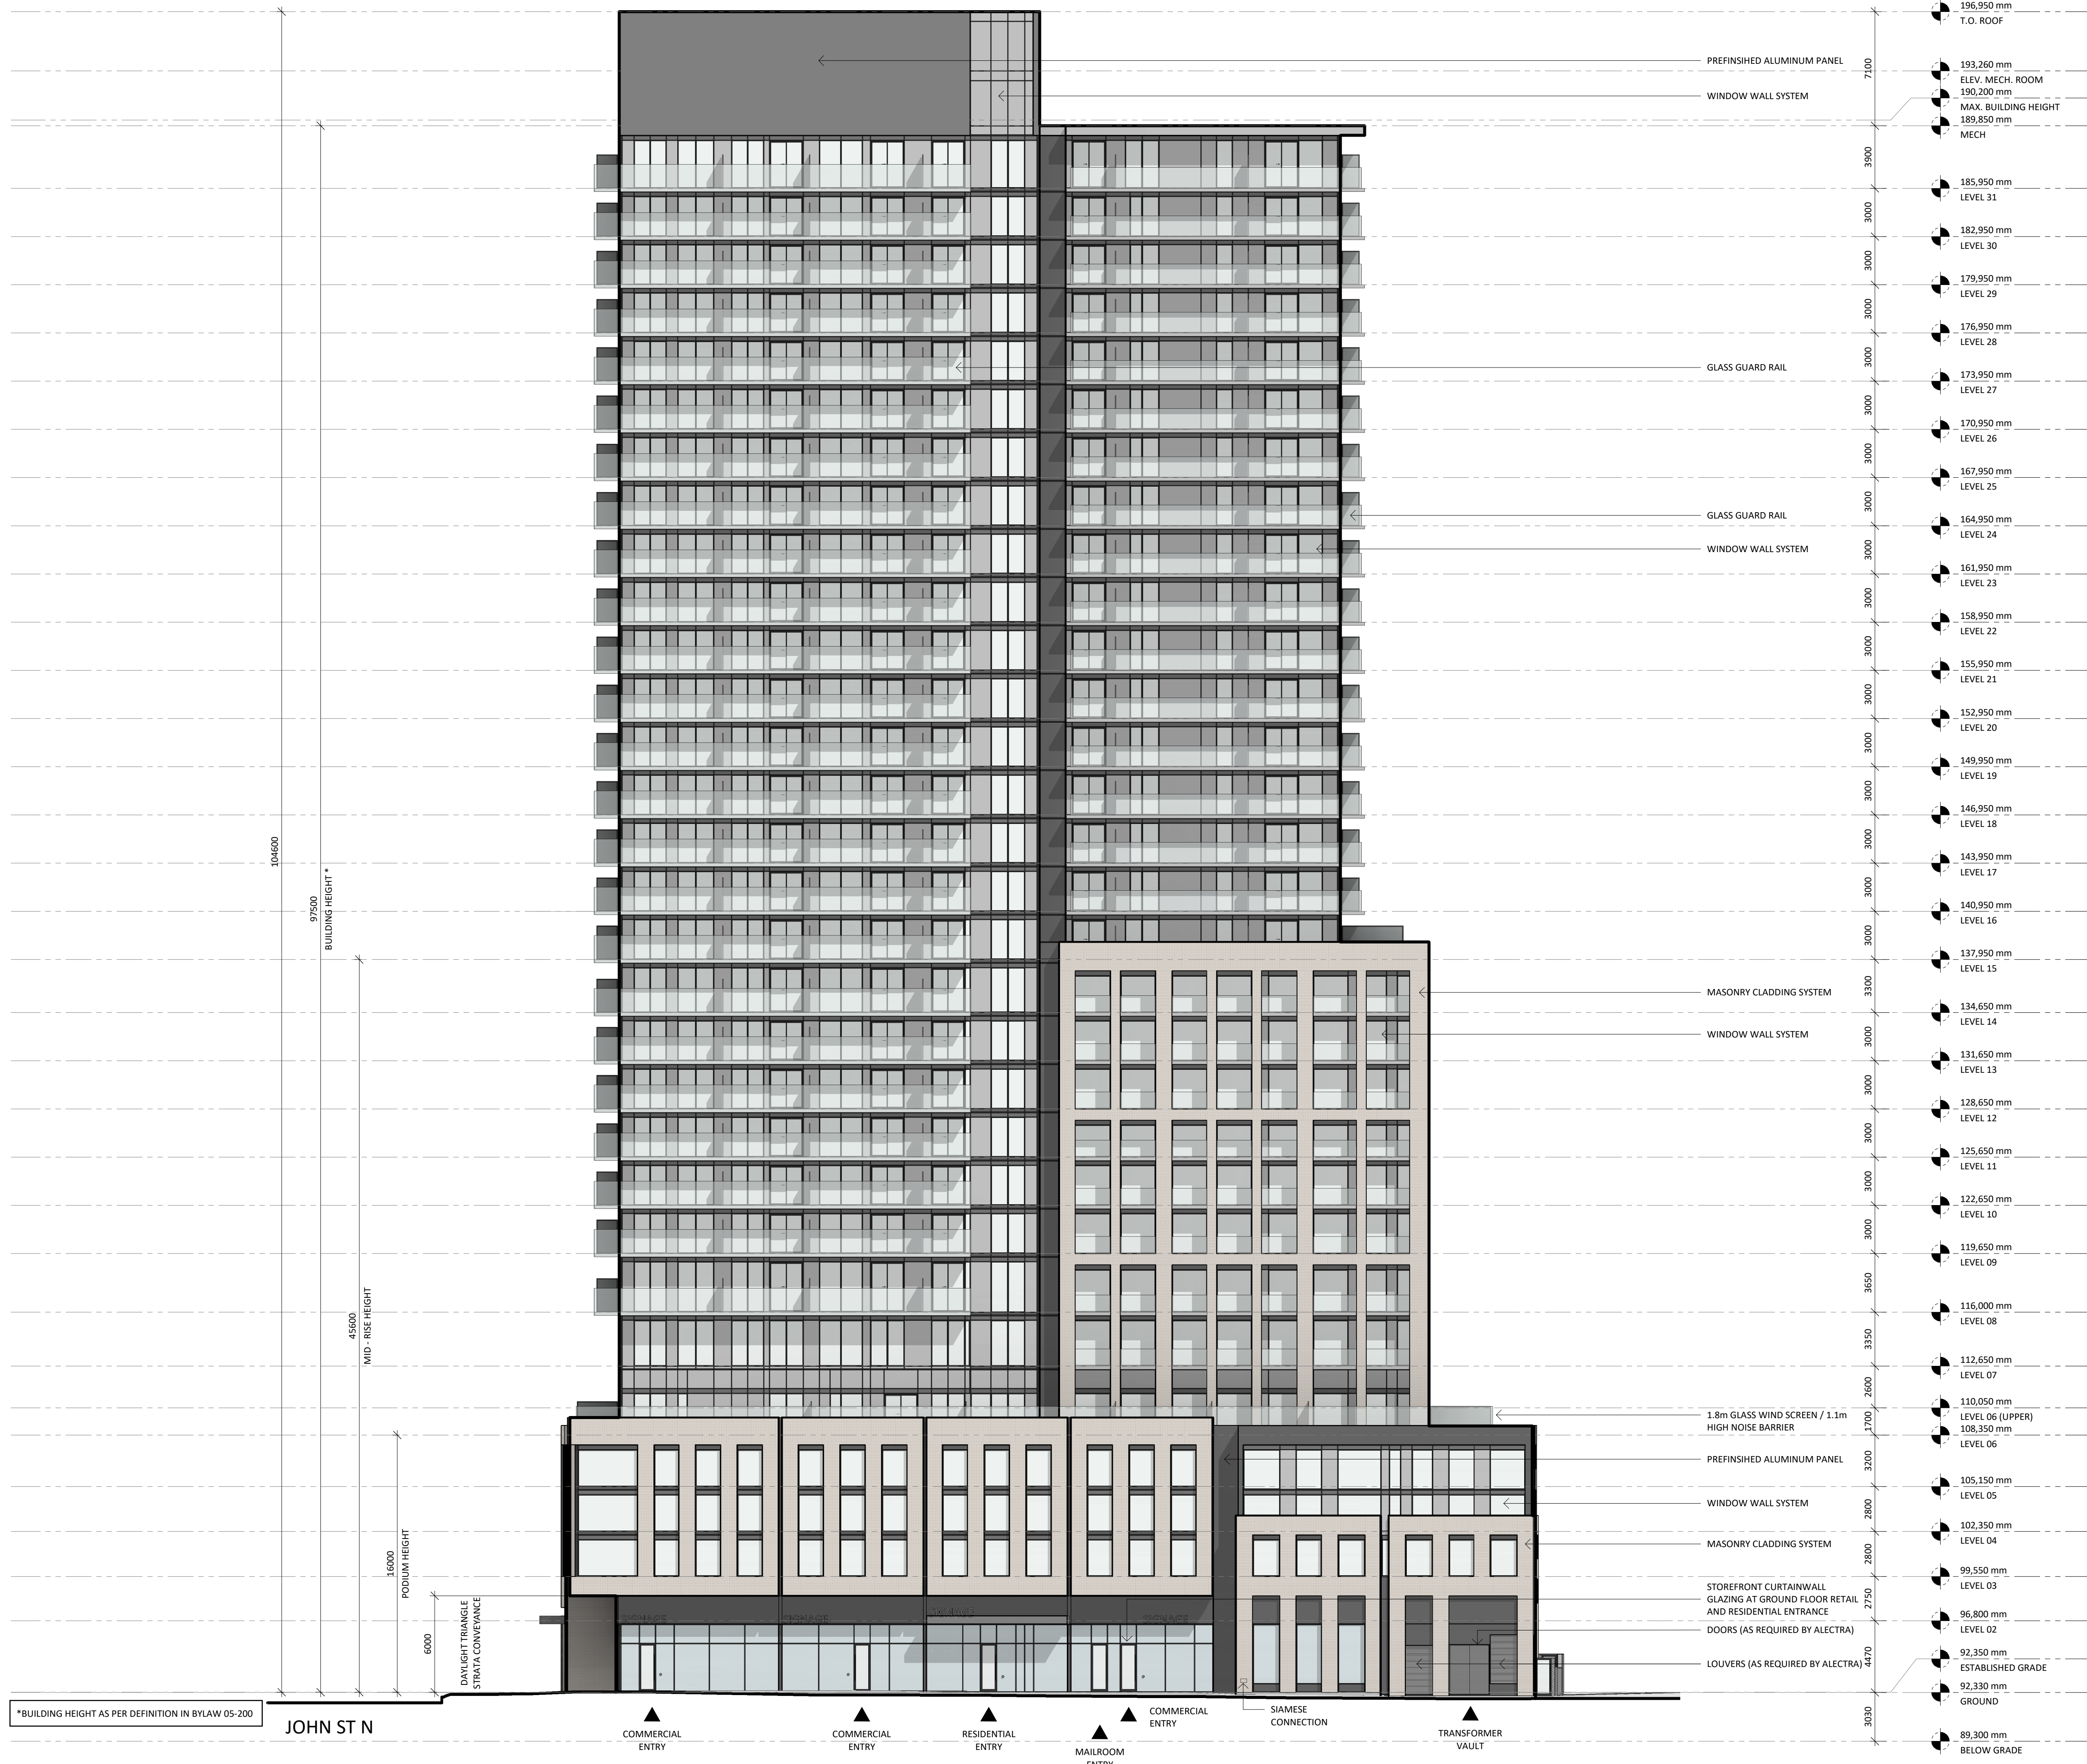 196,950 mm
T.O. ROOF
PREFINSIHED ALUMINUM PANEL
7100
193,260 mm
ELEV. MECH. ROOM
WINDOW WALL SYSTEM
190,200 mm
MAX. BUILDING HEIGHT
189,850 mm
MECH
3900
185,950 mm
LEVEL 31
3000
182,950 mm
LEVEL 30
3000
179,950 mm
LEVEL 29
3000
176,950 mm
LEVEL 28
3000
GLASS GUARD RAIL
173,950 mm
LEVEL 27
3000
170,950 mm
LEVEL 26
3000
167,950 mm
LEVEL 25
3000
GLASS GUARD RAIL
164,950 mm
LEVEL 24
3000
WINDOW WALL SYSTEM
161,950 mm
LEVEL 23
3000
158,950 mm
LEVEL 22
3000
155,950 mm
LEVEL 21
3000
152,950 mm
LEVEL 20
3000
149,950 mm
LEVEL 19
3000
146,950 mm
LEVEL 18
3000
104600
143,950 mm
LEVEL 17
3000
97500
BUILDING HEIGHT *
140,950 mm
LEVEL 16
3000
137,950 mm
LEVEL 15
3300
MASONRY CLADDING SYSTEM
134,650 mm
LEVEL 14
3000
WINDOW WALL SYSTEM
131,650 mm
LEVEL 13
3000
128,650 mm
LEVEL 12
3000
125,650 mm
LEVEL 11
3000
122,650 mm
LEVEL 10
3000
119,650 mm
LEVEL 09
3650
116,000 mm
LEVEL 08
45600
MID - RISE HEIGHT
3350
112,650 mm
LEVEL 07
2600
110,050 mm
LEVEL 06 (UPPER)
1.8m GLASS WIND SCREEN / 1.1m
HIGH NOISE BARRIER
1700
108,350 mm
LEVEL 06
PREFINSIHED ALUMINUM PANEL
3200
105,150 mm
LEVEL 05
WINDOW WALL SYSTEM
2800
102,350 mm
LEVEL 04
MASONRY CLADDING SYSTEM
2800
16000
PODIUM HEIGHT
99,550 mm
LEVEL 03
STOREFRONT CURTAINWALL
GLAZING AT GROUND FLOOR RETAIL
AND RESIDENTIAL ENTRANCE
2750
96,800 mm
LEVEL 02
SIGNAGE
SIGNAGE
SIGNAGE
SIGNAGE
DOORS (AS REQUIRED BY ALECTRA)
6000
DAYLIGHT TRIANGLE
STRATA CONVEYANCE
92,350 mm
ESTABLISHED GRADE
LOUVERS (AS REQUIRED BY ALECTRA)
4470
92,330 mm
GROUND
*BUILDING HEIGHT AS PER DEFINITION IN BYLAW 05-200
JOHN ST N
COMMERCIAL
ENTRY
COMMERCIAL
ENTRY
RESIDENTIAL
ENTRY
MAILROOM
ENTRY
COMMERCIAL
ENTRY
SIAMESE
CONNECTION
TRANSFORMER
VAULT
3030
89,300 mm
BELOW GRADE